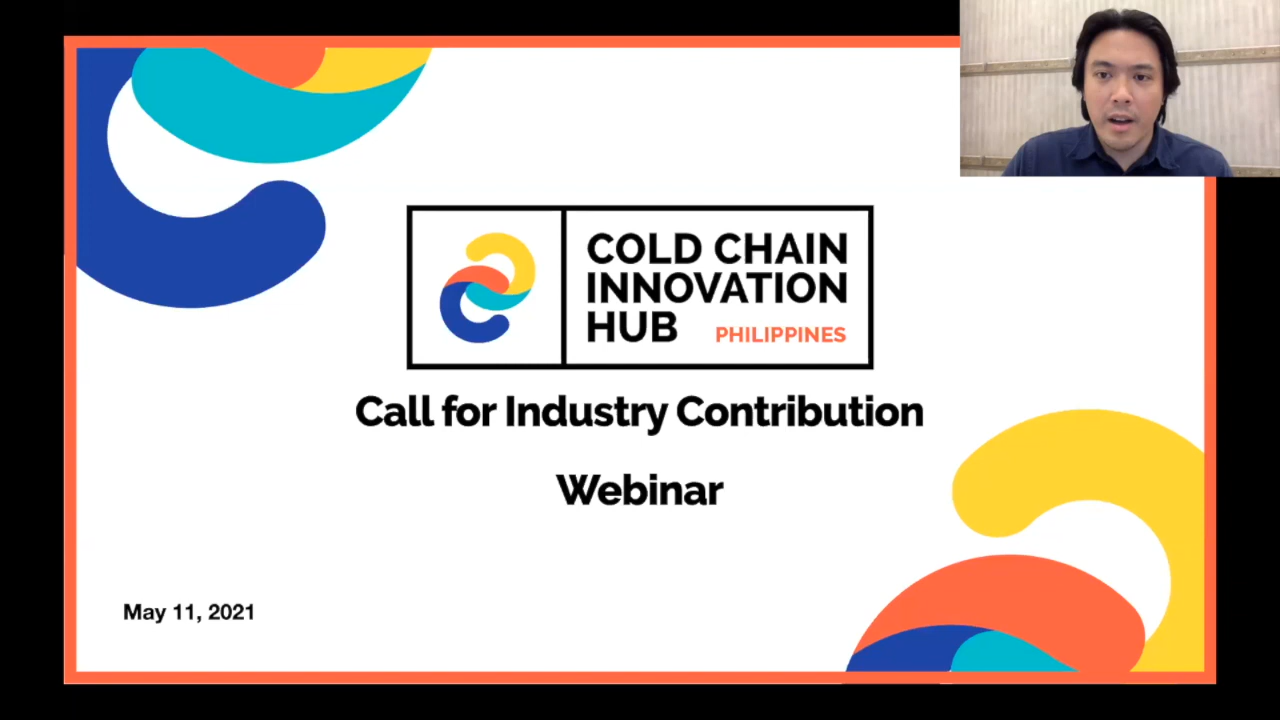 COLD CHAIN
INNOVATION
HUB PHILIPPINES
Call for Industry Contribution
Webinar
May 11, 2021